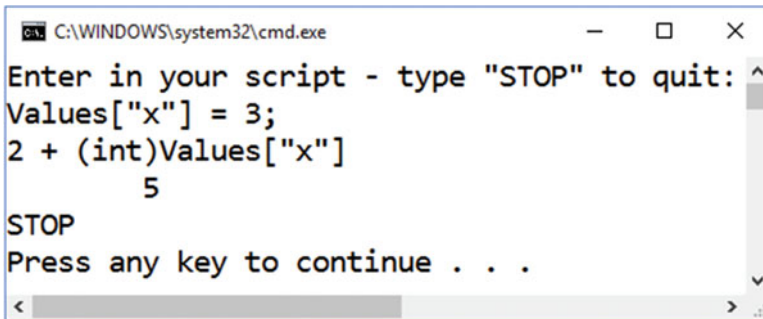 C:\WINDOWS\system32\cmd.exe
Enter in your script - type "STOP" to quit:
Values["x"] = 3;
2 + (int)Values["x"]
5
STOP
Press any key to continue . . .